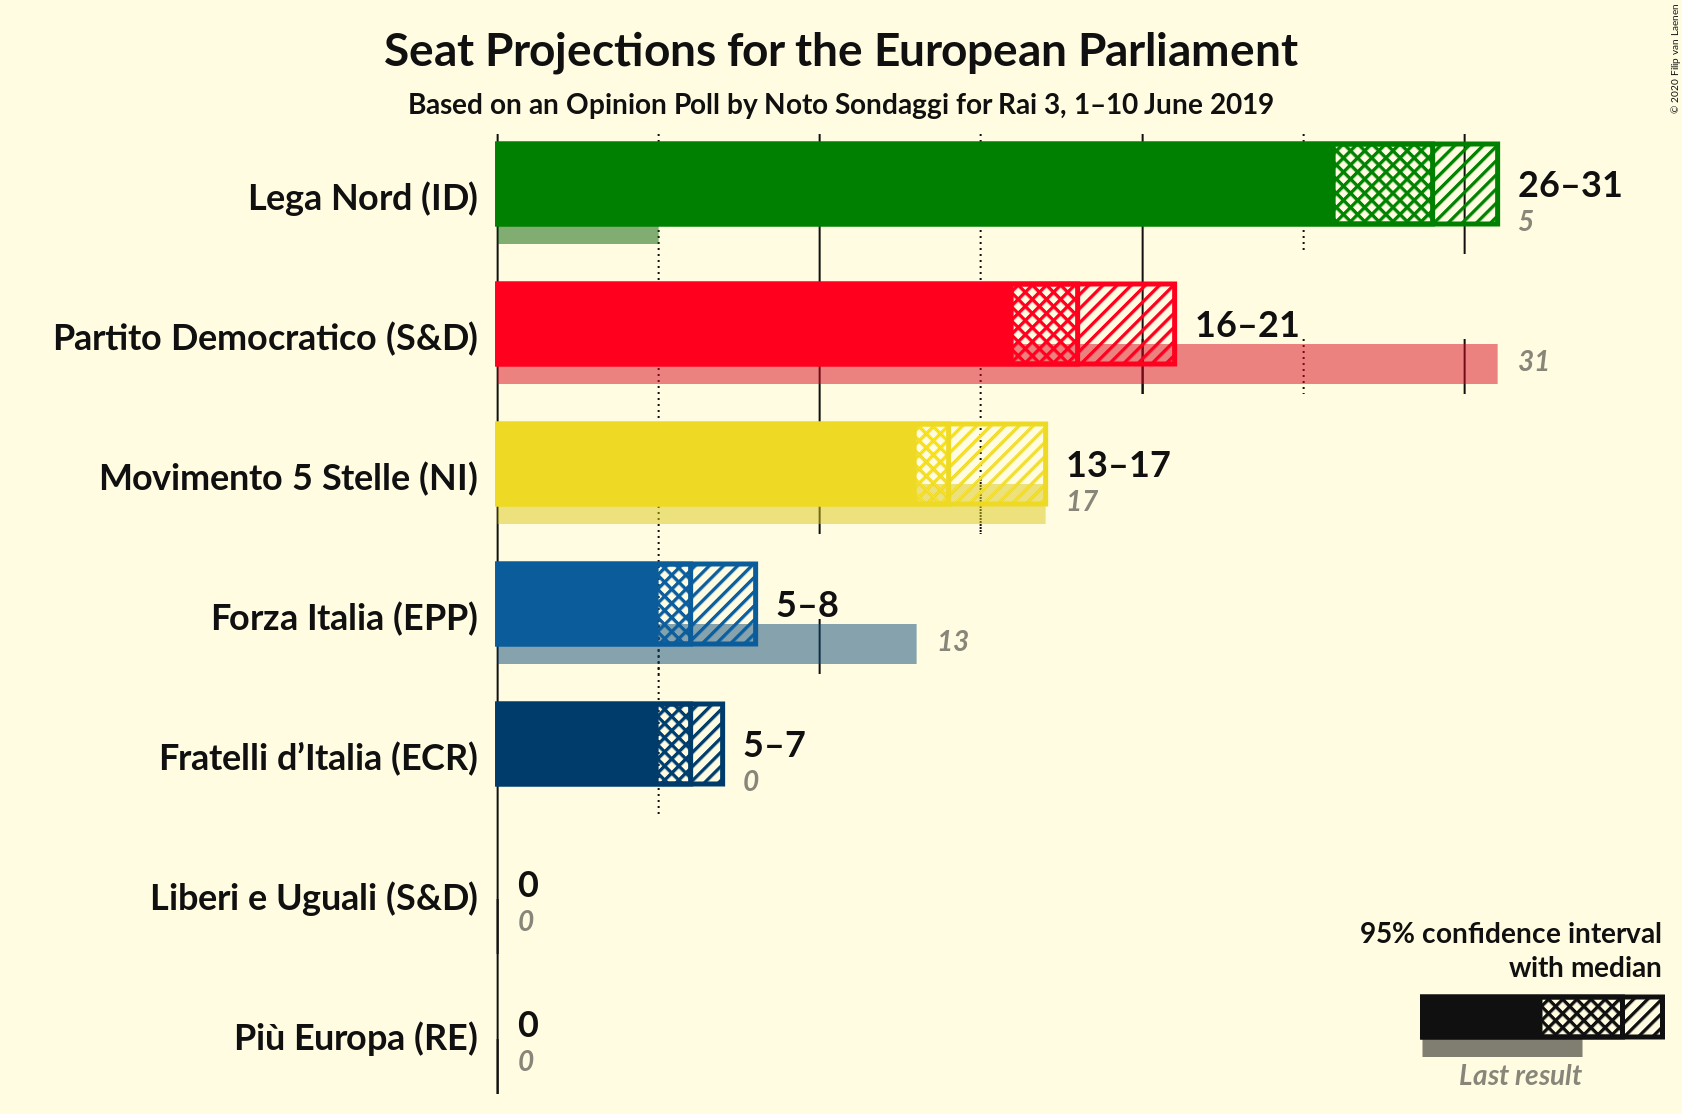 Seat Projections for the European Parliament
Based on an Opinion Poll by Noto Sondaggi for Rai 3, 1–10 June 2019
© 2020 Filip van Laenen
Lega Nord (ID)
26–31
5
Partito Democratico (S&D)
16–21
31
Movimento 5 Stelle (NI)
13–17
17
Forza Italia (EPP)
5–8
13
Fratelli d’Italia (ECR)
5–7
0
Liberi e Uguali (S&D)
0
0
Più Europa (RE)
0
0
95% confidence interval
with median
Last result